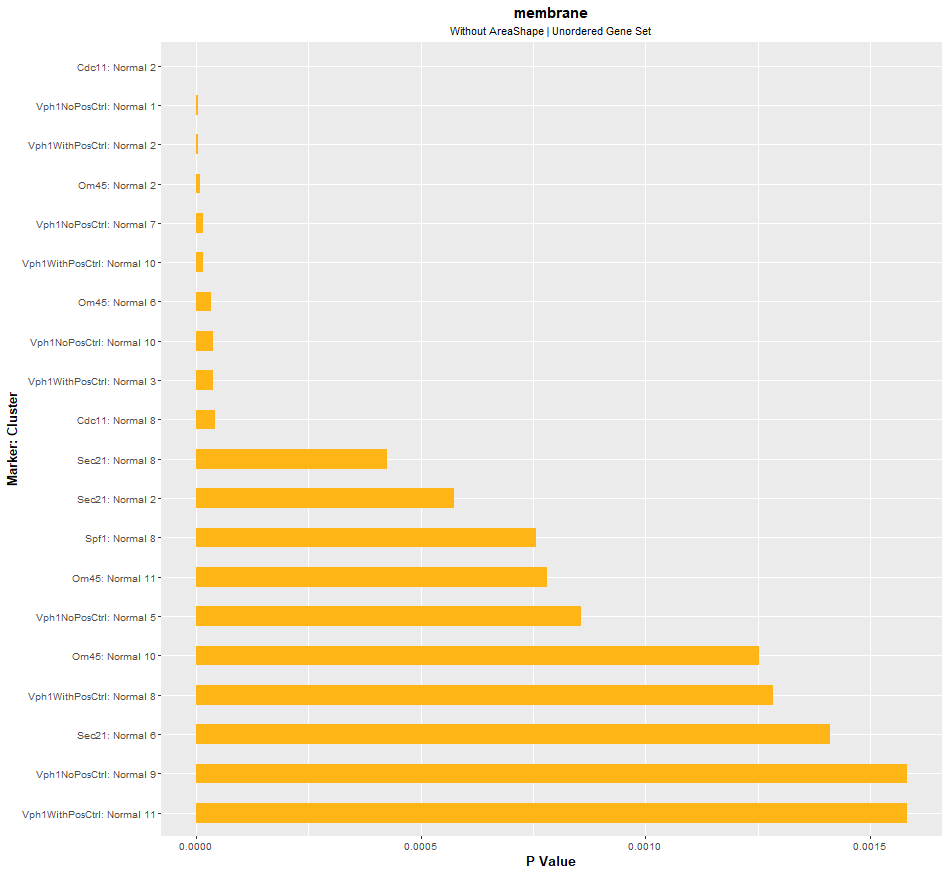 membrane
Without AreaShape | Unordered Gene Set
Marker: Cluster
Cdc11: Normal 2
Vph1NoPosCtrl: Normal 1
Vph1WithPosCtrl: Normal 2
Om45: Normal 2
Vph1NoPosCtrl: Normal 7
Vph1WithPosCtrl: Normal 10
Om45: Normal 6
Vph1NoPosCtrl: Normal 10
Vph1WithPosCtrl: Normal 3
Cdc11: Normal 8
Sec21: Normal 8
Sec21: Normal 2
Spf1: Normal 8
Om45: Normal 11
Vph1NoPosCtrl: Normal 5
Om45: Normal 10
Vph1WithPosCtrl: Normal 8
Sec21: Normal 6
Vph1NoPosCtrl: Normal 9
Vph1WithPosCtrl: Normal 11
0.0000 0.0005 0.0010 0.0015
P Value